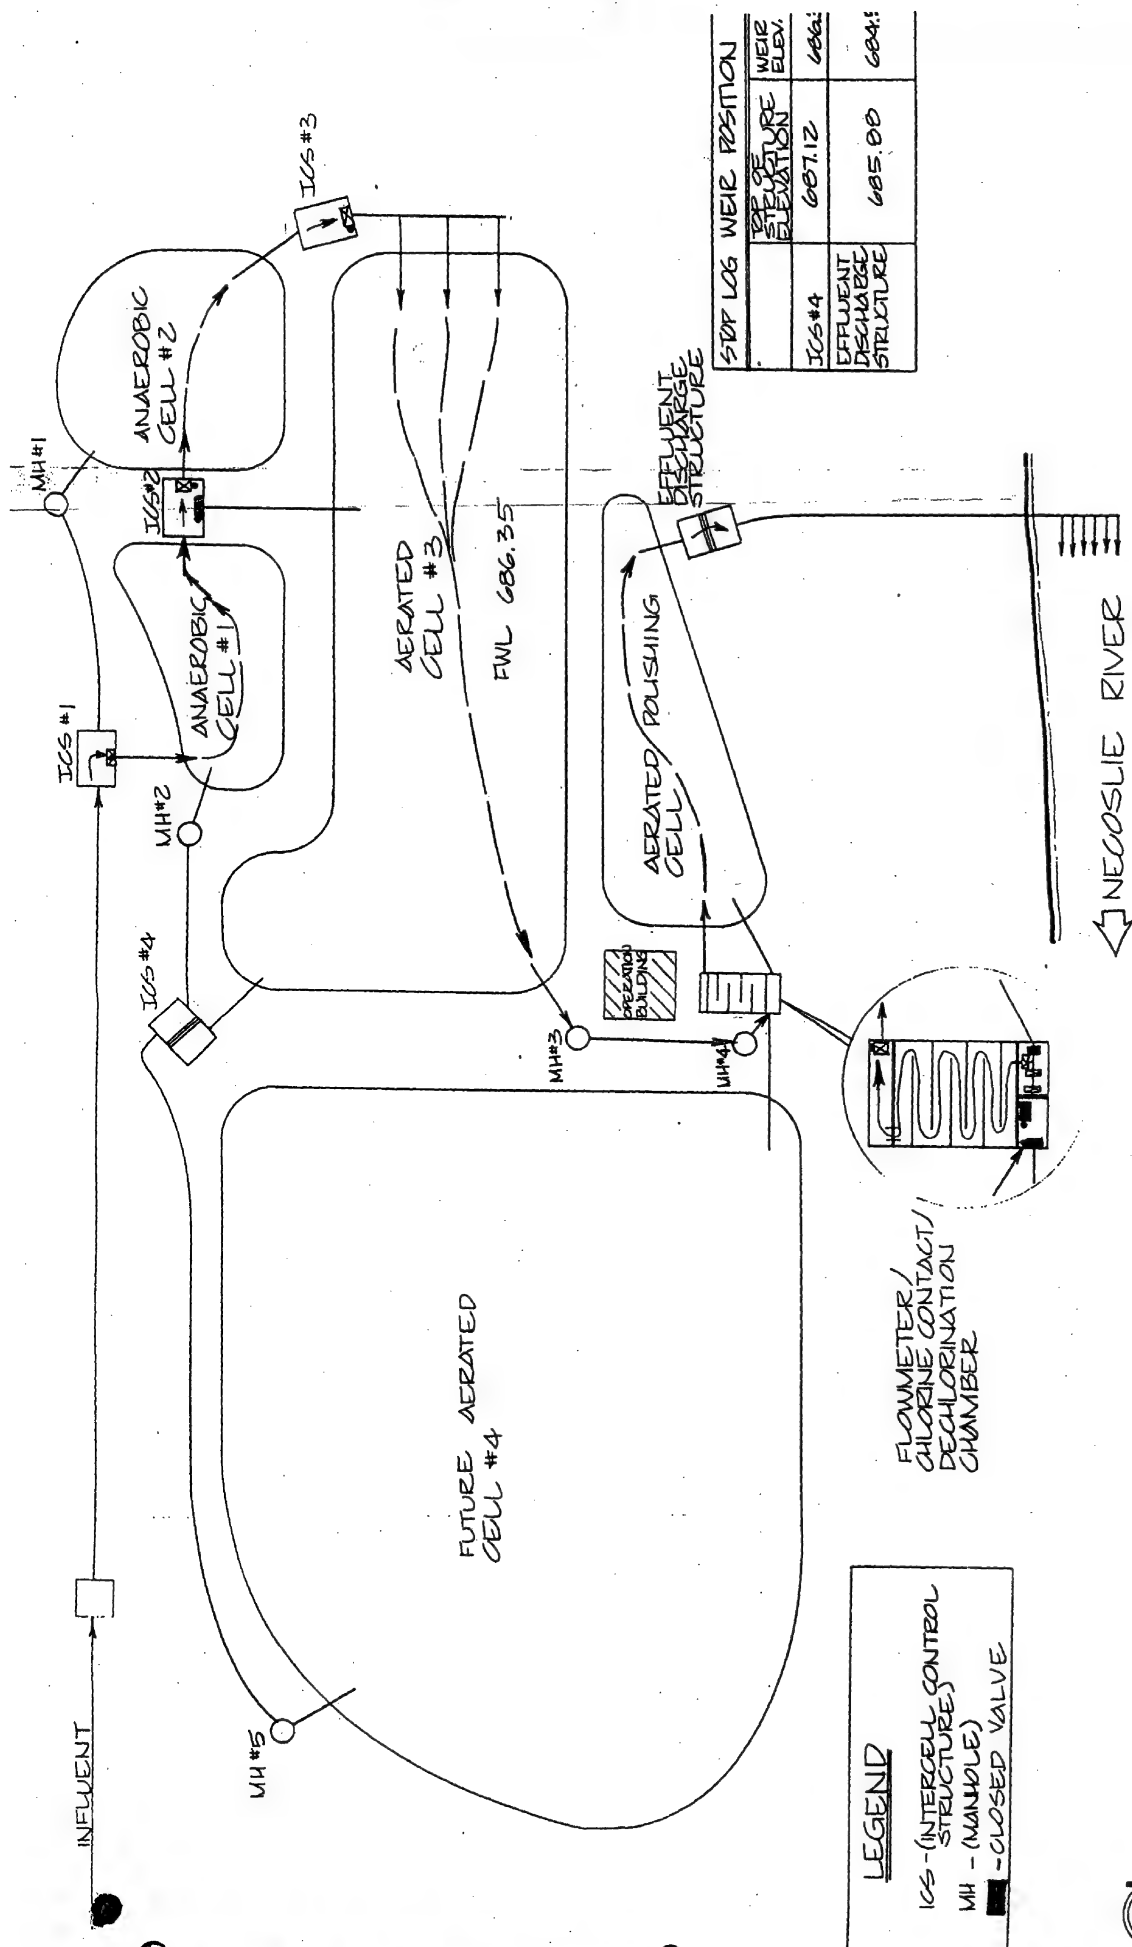 INFLUENT
ICS #1
MH#1
MH#2
ICS#2
ICS #3
ICS #4
ANAEROBIC
CELL #1
ANAEROBIC
CELL #2
AERATED
CELL #3
FWL 686.35
MH#3
MH#4
MH#5
OPERATION
BUILDING
AERATED POLISHING
CELL
EFFLUENT
DISCHARGE
STRUCTURE
FUTURE AERATED
CELL #4
FLOWMETER/
CHLORINE CONTACT/
DECHLORINATION
CHAMBER
NECOSLIE RIVER
STOP LOG WEIR POSITION
TOP OF
STRUCTURE
ELEVATION
WEIR
ELEV.
ICS#4
687.12
EFFLUENT
DISCHARGE
STRUCTURE
685.88
LEGEND
ICS - (INTERCELL CONTROL
STRUCTURES)
MH - (MANHOLE)
- CLOSED VALVE